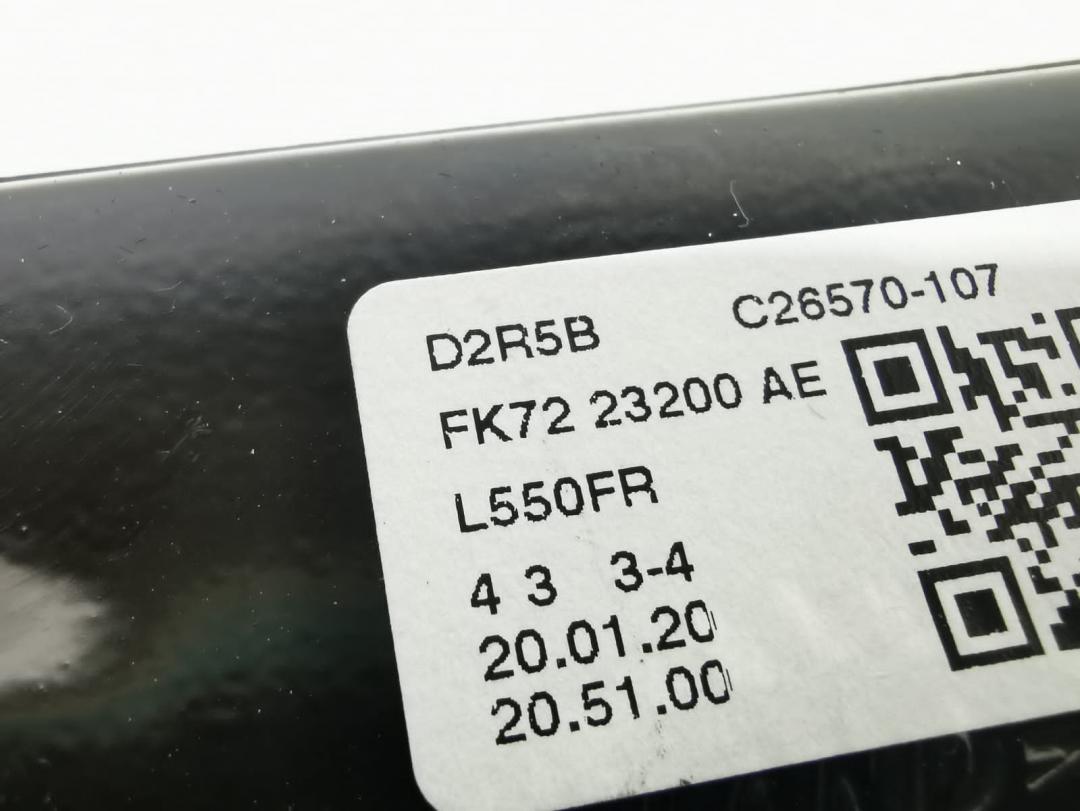 D2R5B C26570-107
FK72 23200 AE
L550FR
4 3 3-4
20.01.20
20.51.00